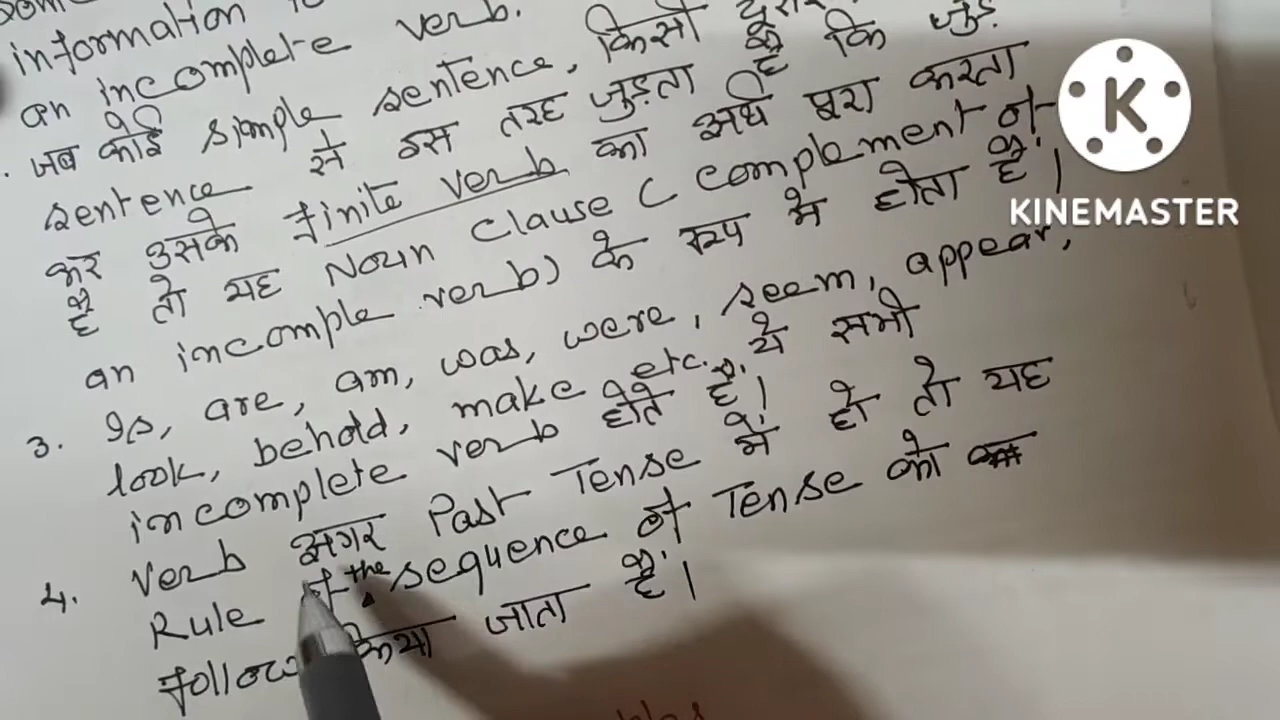 information
an incomplete verb.
जब कोई simple sentence, किसी
sentence से इस तरह जुड़ता है कि जुड़
कर उसके finite verb का अर्थ पूरा करता
है तो यह Noun clause ( complement of
an incomple verb) के रूप में होता है।
3. Is, are, am, was, were, seem, appear,
look, behold, make etc. ये सभी
incomplete verb होते हैं।
4. Verb अगर Past Tense में हो तो यह
Rule of the sequence of Tense को
follow किया जाता है।
K
KINEMASTER